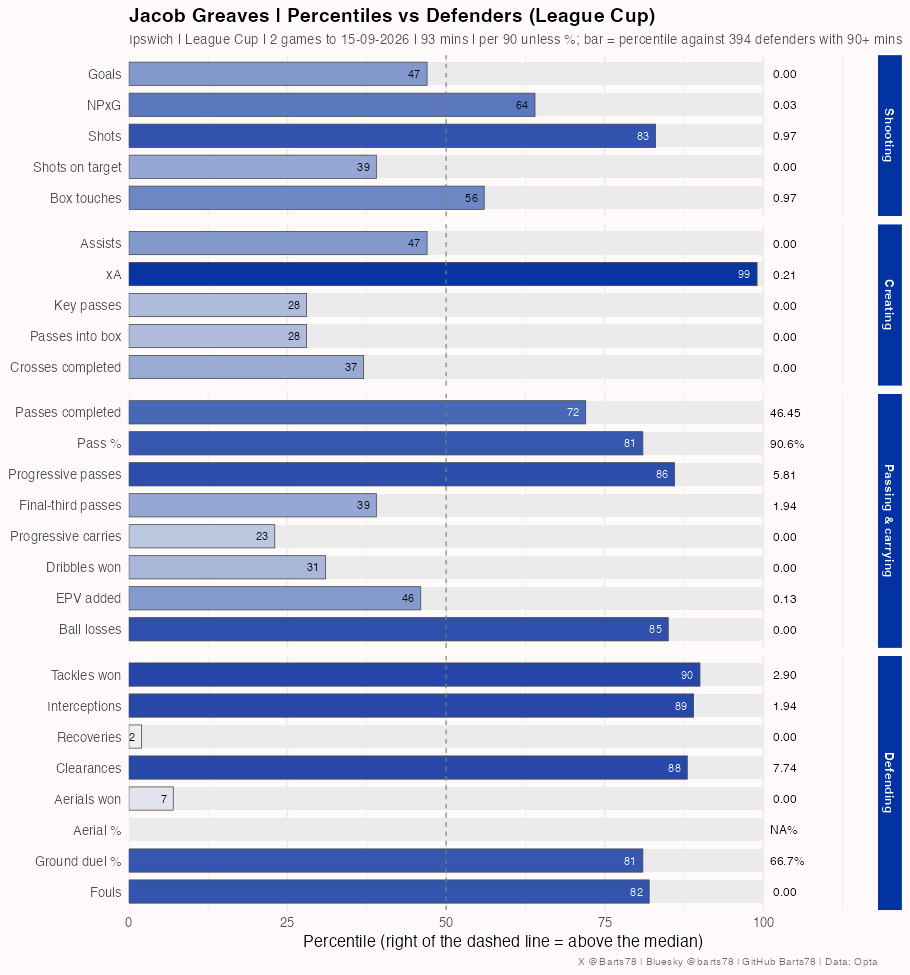 Jacob Greaves | Percentiles vs Defenders (League Cup)
Ipswich | League Cup | 2 games to 15-09-2026 | 93 mins | per 90 unless %; bar = percentile against 394 defenders with 90+ mins
Goals 47 0.00
NPxG 64 0.03
Shots 83 0.97
Shots on target 39 0.00
Box touches 56 0.97
Shooting
Assists 47 0.00
xA 99 0.21
Key passes 28 0.00
Passes into box 28 0.00
Crosses completed 37 0.00
Creating
Passes completed 72 46.45
Pass % 81 90.6%
Progressive passes 86 5.81
Final-third passes 39 1.94
Progressive carries 23 0.00
Dribbles won 31 0.00
EPV added 46 0.13
Ball losses 85 0.00
Passing & carrying
Tackles won 90 2.90
Interceptions 89 1.94
Recoveries 2 0.00
Clearances 88 7.74
Aerials won 7 0.00
Aerial % NA%
Ground duel % 81 66.7%
Fouls 82 0.00
Defending
0 25 50 75 100
Percentile (right of the dashed line = above the median)
X @Barts78 | Bluesky @barts78 | GitHub Barts78 | Data: Opta